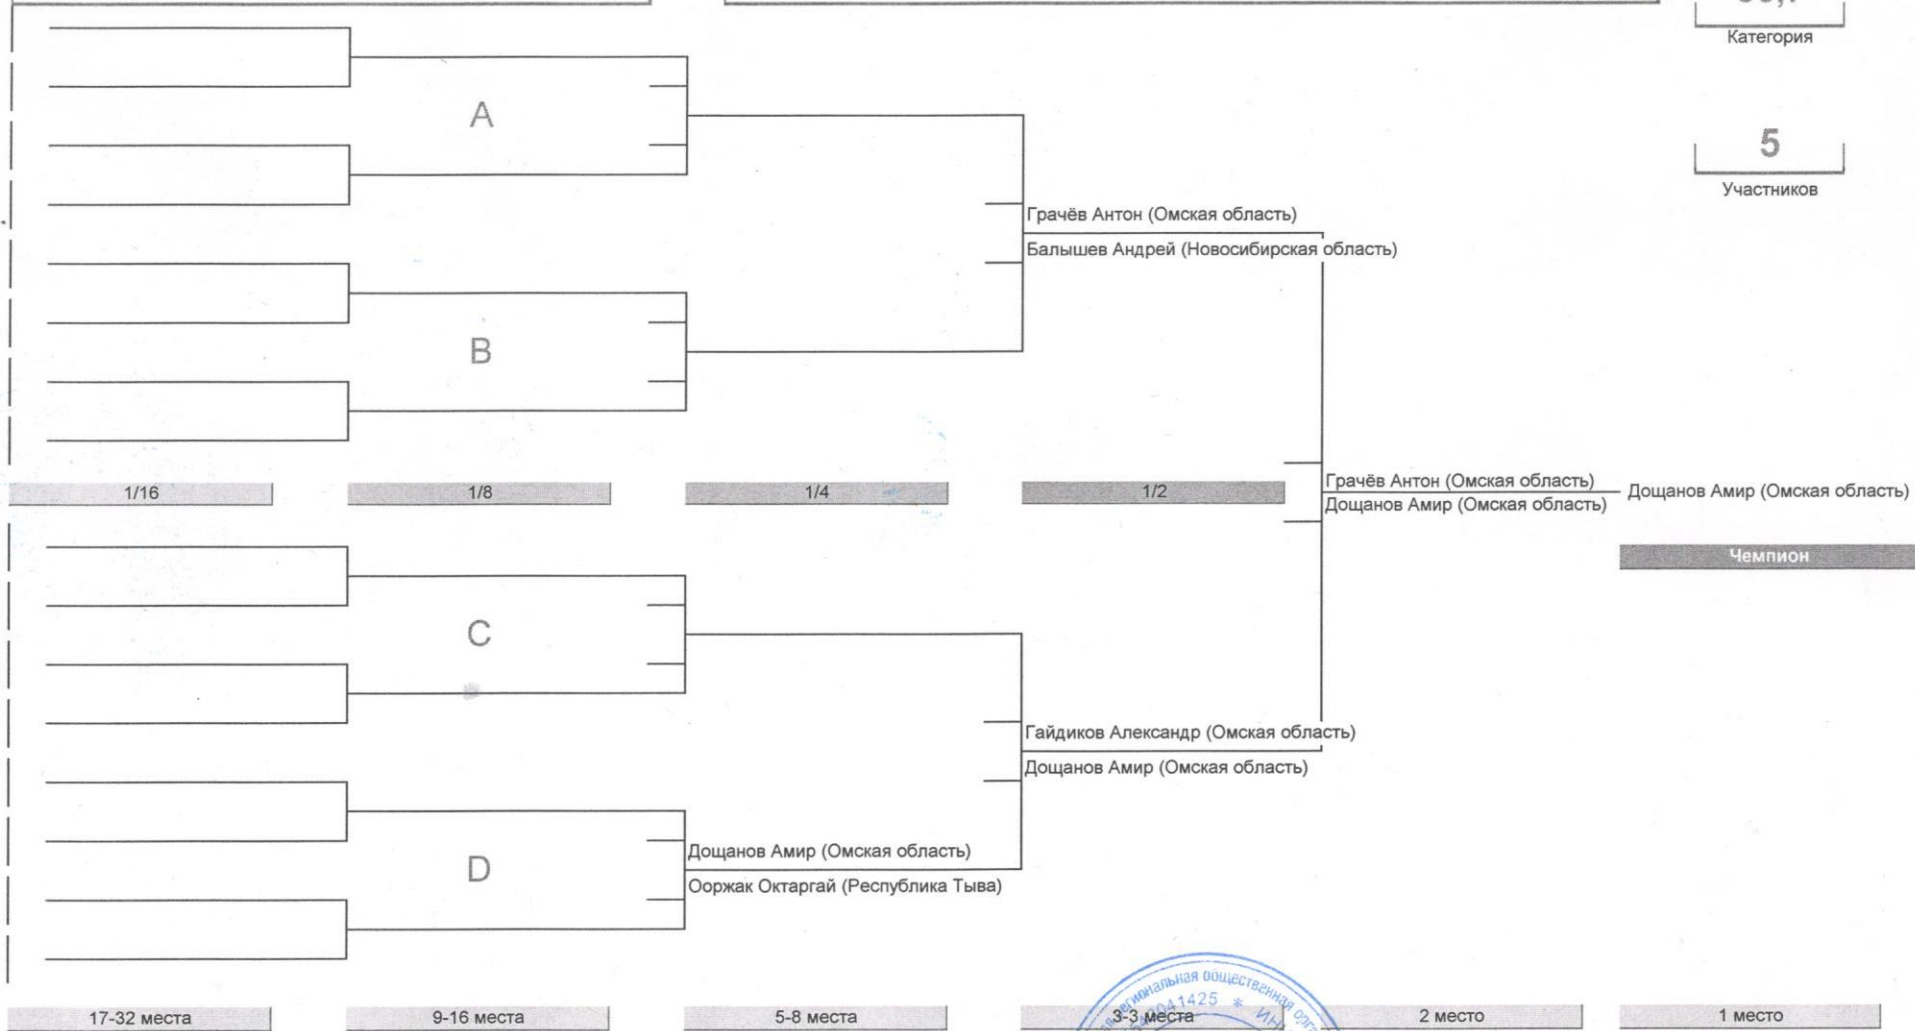 Категория
A
5
Участников
Грачёв Антон (Омская область)
Балышев Андрей (Новосибирская область)
B
1/16
1/8
1/4
1/2
Грачёв Антон (Омская область)
Дощанов Амир (Омская область)
Дощанов Амир (Омская область)
Чемпион
C
Гайдиков Александр (Омская область)
Дощанов Амир (Омская область)
D
Дощанов Амир (Омская область)
Ооржак Октаргай (Республика Тыва)
региональная общественная
041425 *
17-32 места
9-16 места
5-8 места
3-3 места
2 место
1 место